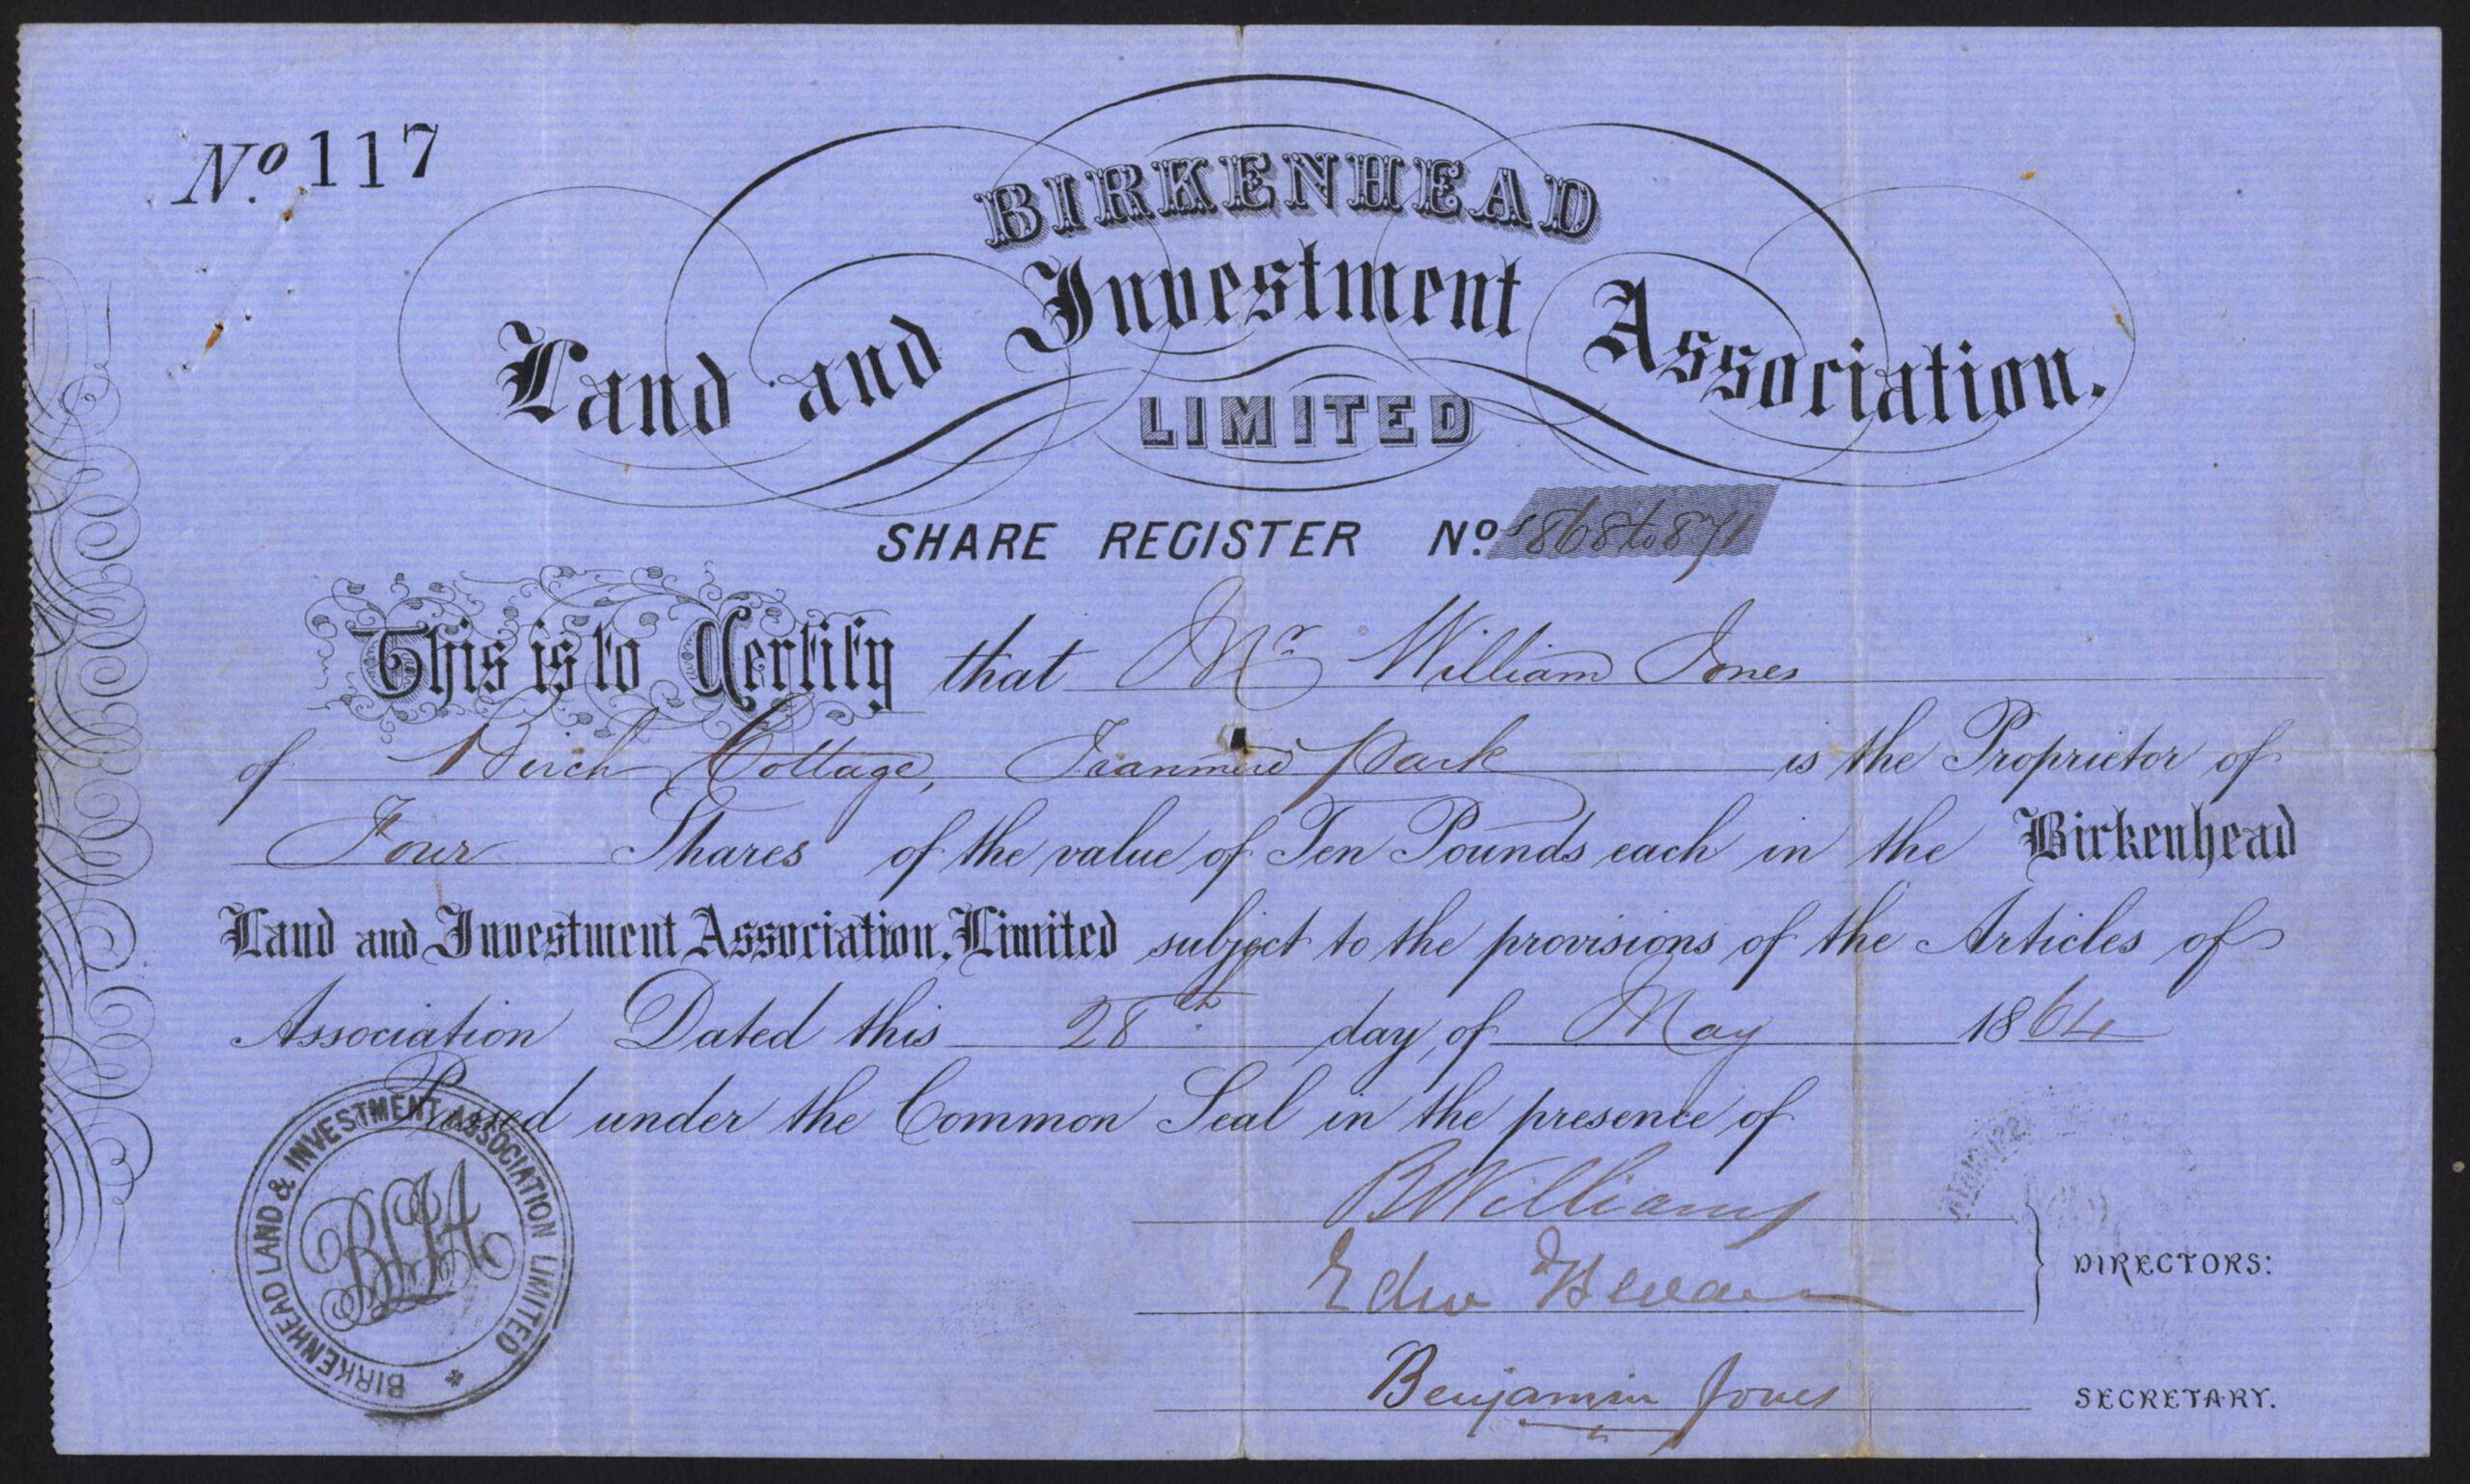 No. 117
BIRKENHEAD
Land and Investment Association.
LIMITED
SHARE REGISTER No.s 868 to 871
This is to Certify that Mr. William Jones
of Birch Cottage, Tranmere Park is the Proprietor of
Four Shares of the value of Ten Pounds each in the Birkenhead
Land and Investment Association, Limited subject to the provisions of the Articles of
Association Dated this 28th day of May 1864
Passed under the Common Seal in the presence of
BIRKENHEAD LAND & INVESTMENT ASSOCIATION LIMITED *
BLIA
B Williams
Edw Bevan
DIRECTORS:
Benjamin Jones
SECRETARY.